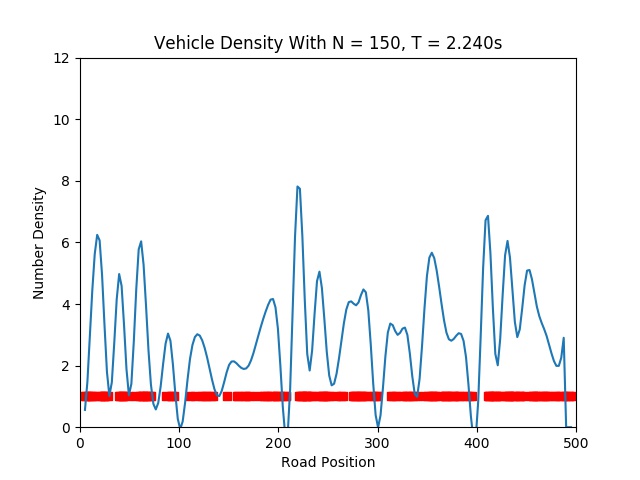 Vehicle Density With N = 150, T = 2.240s
12
10
8
6
4
2
0
Number Density
0 100 200 300 400 500
Road Position